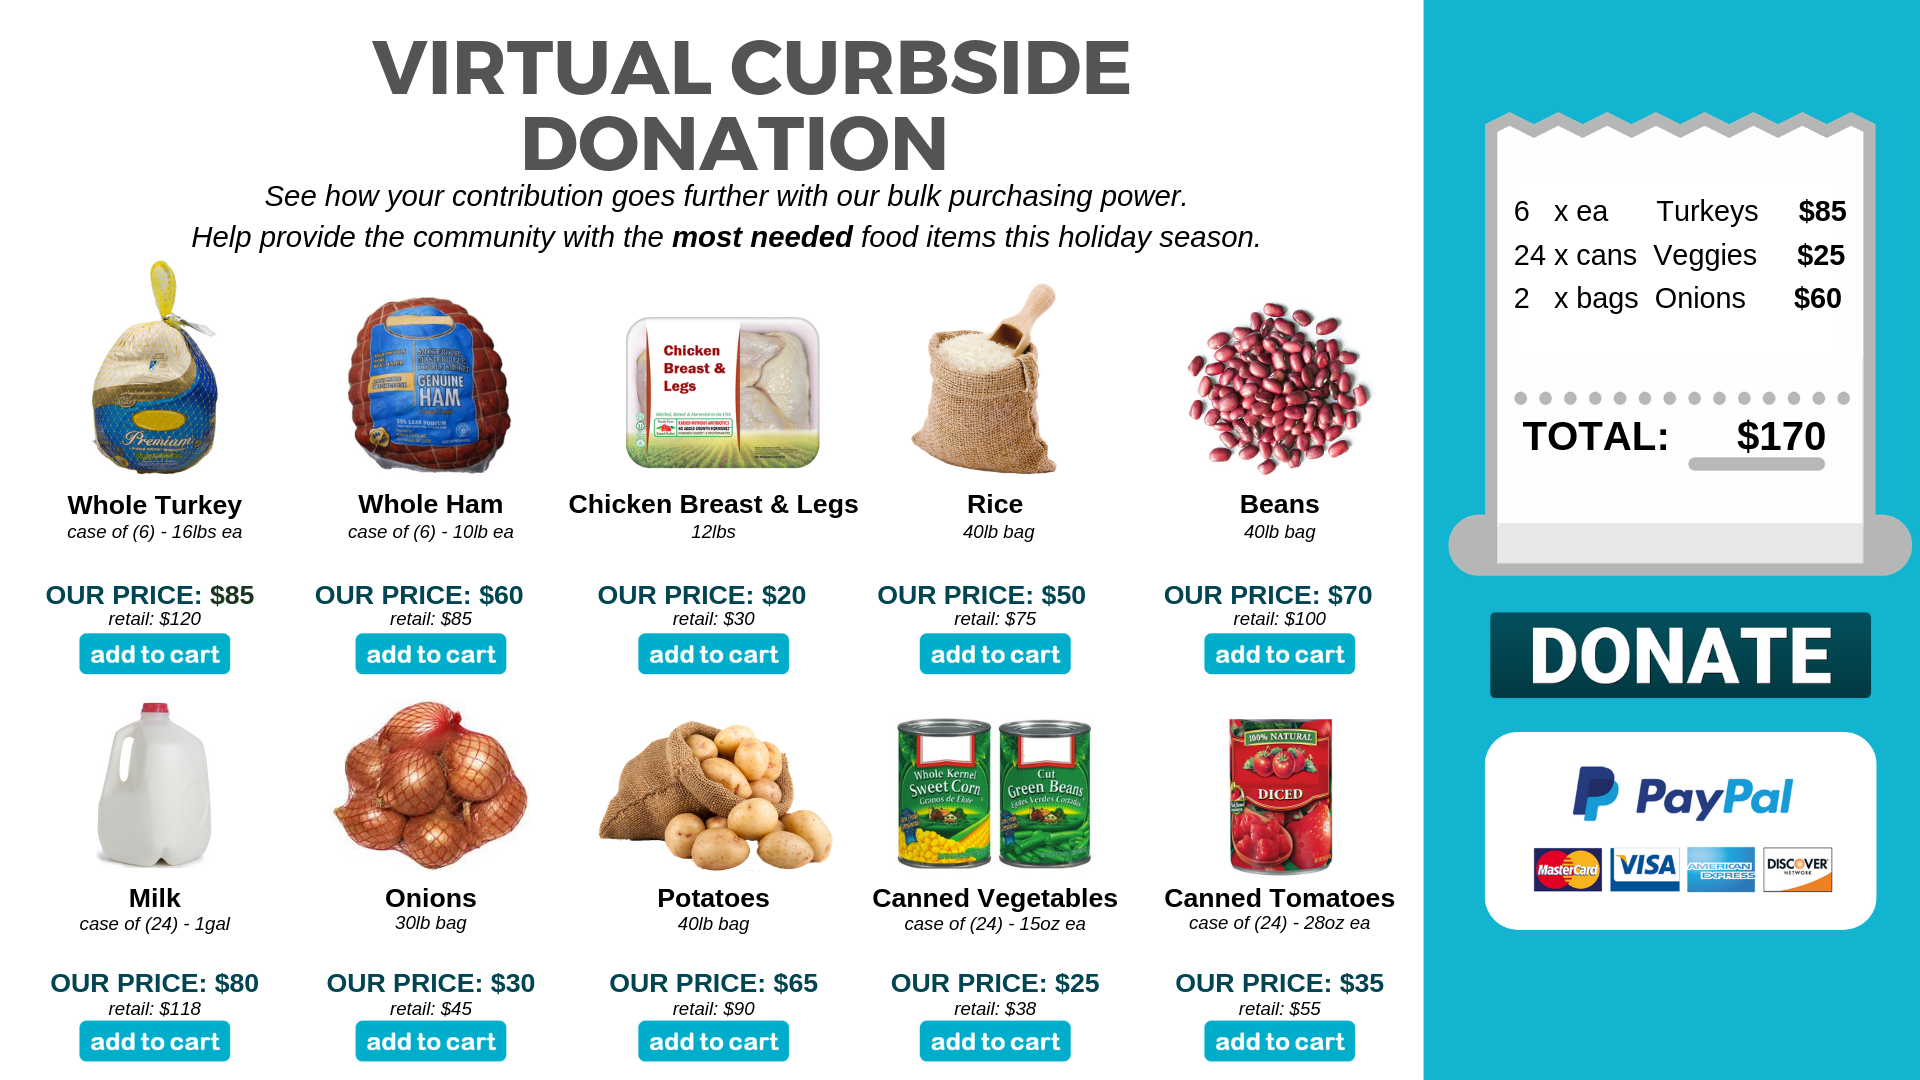 VIRTUAL CURBSIDE
DONATION
See how your contribution goes further with our bulk purchasing power.
Help provide the community with the most needed food items this holiday season.
Premium
GENUINE
HAM
Chicken
Breast &
Legs
Whole Turkey
case of (6) - 16lbs ea
OUR PRICE: $85
retail: $120
add to cart
Whole Ham
case of (6) - 10lb ea
OUR PRICE: $60
retail: $85
add to cart
Chicken Breast & Legs
12lbs
OUR PRICE: $20
retail: $30
add to cart
Rice
40lb bag
OUR PRICE: $50
retail: $75
add to cart
Beans
40lb bag
OUR PRICE: $70
retail: $100
add to cart
Whole Kernel
Sweet Corn
Granos de Elote
Cut
Green Beans
Ejotes Verdes Cortados
100% NATURAL
DICED
Milk
case of (24) - 1gal
OUR PRICE: $80
retail: $118
add to cart
Onions
30lb bag
OUR PRICE: $30
retail: $45
add to cart
Potatoes
40lb bag
OUR PRICE: $65
retail: $90
add to cart
Canned Vegetables
case of (24) - 15oz ea
OUR PRICE: $25
retail: $38
add to cart
Canned Tomatoes
case of (24) - 28oz ea
OUR PRICE: $35
retail: $55
add to cart
6 x ea Turkeys $85
24 x cans Veggies $25
2 x bags Onions $60
TOTAL: $170
DONATE
PayPal
MasterCard
VISA
AMERICAN EXPRESS
DISCOVER
NETWORK